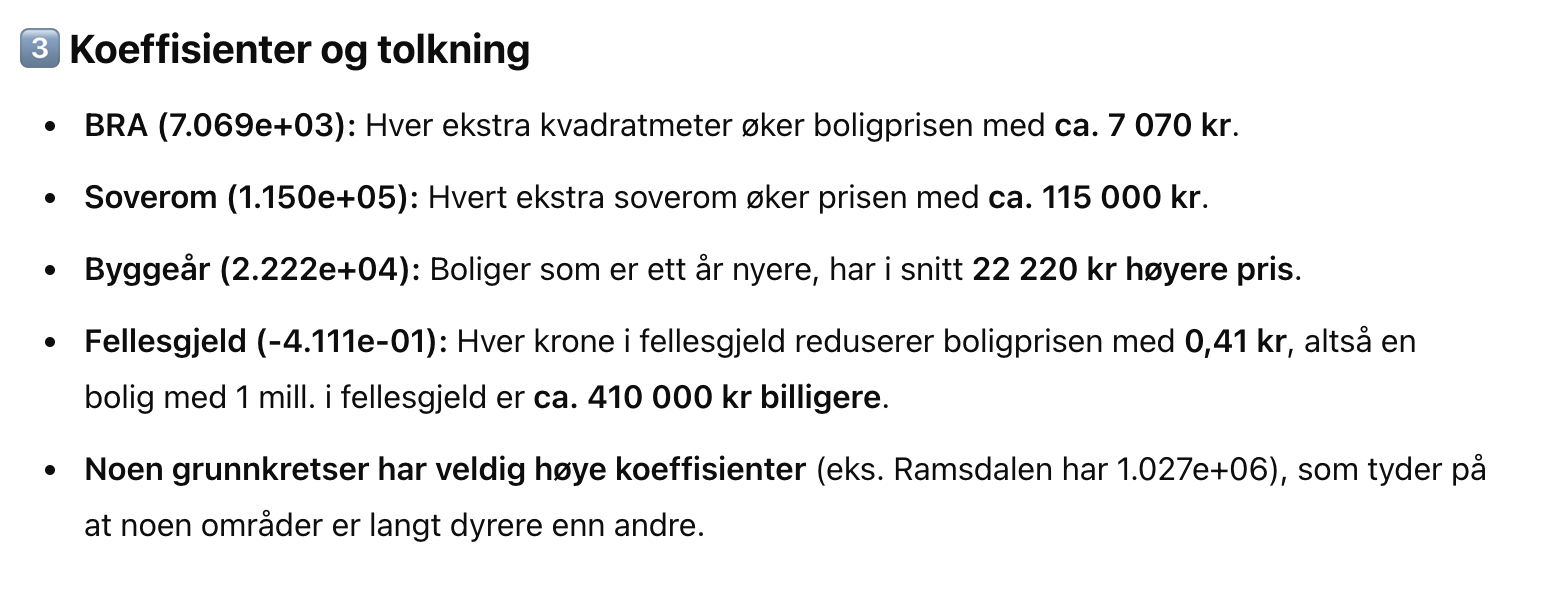 3 Koeffisienter og tolkning
• BRA (7.069e+03): Hver ekstra kvadratmeter øker boligprisen med ca. 7 070 kr.
• Soverom (1.150e+05): Hvert ekstra soverom øker prisen med ca. 115 000 kr.
• Byggeår (2.222e+04): Boliger som er ett år nyere, har i snitt 22 220 kr høyere pris.
• Fellesgjeld (-4.111e-01): Hver krone i fellesgjeld reduserer boligprisen med 0,41 kr, altså en
bolig med 1 mill. i fellesgjeld er ca. 410 000 kr billigere.
• Noen grunnkretser har veldig høye koeffisienter (eks. Ramsdalen har 1.027e+06), som tyder på
at noen områder er langt dyrere enn andre.